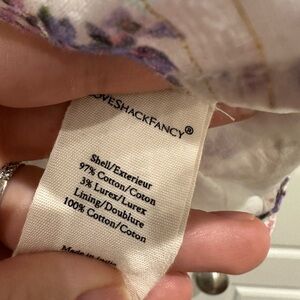 LOVESHACKFANCY®
Shell/Exterieur
97% Cotton/Coton
3% Lurex/Lurex
Lining/Doublure
100% Cotton/Coton
Made in India